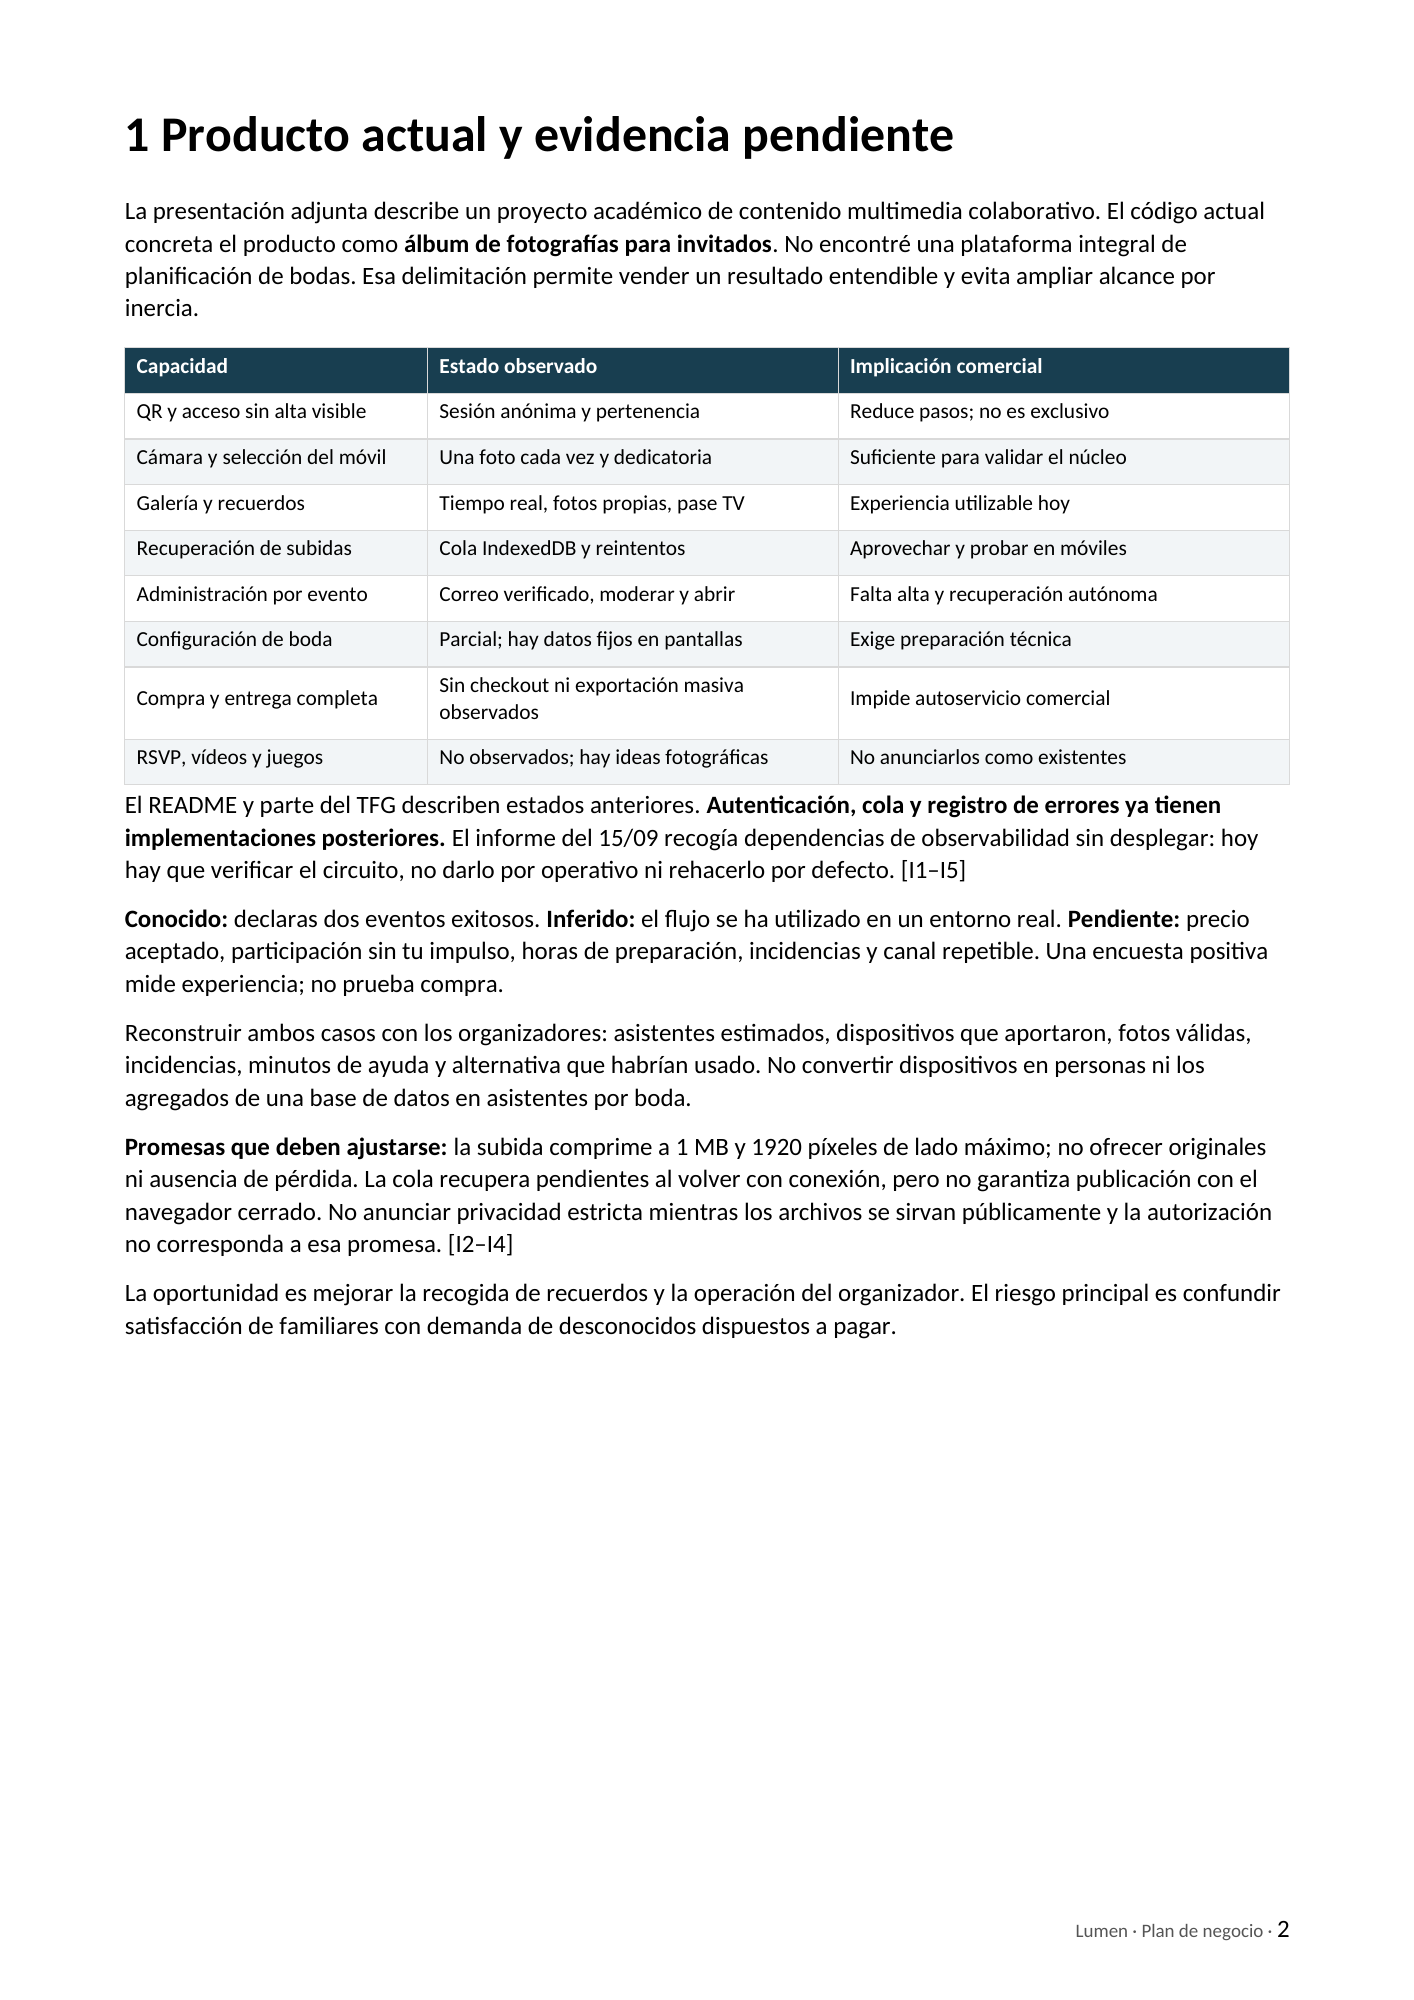 1 Producto actual y evidencia pendiente
La presentación adjunta describe un proyecto académico de contenido multimedia colaborativo. El código actual
concreta el producto como álbum de fotografías para invitados. No encontré una plataforma integral de
planificación de bodas. Esa delimitación permite vender un resultado entendible y evita ampliar alcance por
inercia.
Capacidad Estado observado Implicación comercial
QR y acceso sin alta visible Sesión anónima y pertenencia Reduce pasos; no es exclusivo
Cámara y selección del móvil Una foto cada vez y dedicatoria Suficiente para validar el núcleo
Galería y recuerdos Tiempo real, fotos propias, pase TV Experiencia utilizable hoy
Recuperación de subidas Cola IndexedDB y reintentos Aprovechar y probar en móviles
Administración por evento Correo verificado, moderar y abrir Falta alta y recuperación autónoma
Configuración de boda Parcial; hay datos fijos en pantallas Exige preparación técnica
Compra y entrega completa Sin checkout ni exportación masiva
observados Impide autoservicio comercial
RSVP, vídeos y juegos No observados; hay ideas fotográficas No anunciarlos como existentes
El README y parte del TFG describen estados anteriores. Autenticación, cola y registro de errores ya tienen
implementaciones posteriores. El informe del 15/09 recogía dependencias de observabilidad sin desplegar: hoy
hay que verificar el circuito, no darlo por operativo ni rehacerlo por defecto. [I1–I5]
Conocido: declaras dos eventos exitosos. Inferido: el flujo se ha utilizado en un entorno real. Pendiente: precio
aceptado, participación sin tu impulso, horas de preparación, incidencias y canal repetible. Una encuesta positiva
mide experiencia; no prueba compra.
Reconstruir ambos casos con los organizadores: asistentes estimados, dispositivos que aportaron, fotos válidas,
incidencias, minutos de ayuda y alternativa que habrían usado. No convertir dispositivos en personas ni los
agregados de una base de datos en asistentes por boda.
Promesas que deben ajustarse: la subida comprime a 1 MB y 1920 píxeles de lado máximo; no ofrecer originales
ni ausencia de pérdida. La cola recupera pendientes al volver con conexión, pero no garantiza publicación con el
navegador cerrado. No anunciar privacidad estricta mientras los archivos se sirvan públicamente y la autorización
no corresponda a esa promesa. [I2–I4]
La oportunidad es mejorar la recogida de recuerdos y la operación del organizador. El riesgo principal es confundir
satisfacción de familiares con demanda de desconocidos dispuestos a pagar.
Lumen · Plan de negocio · 2